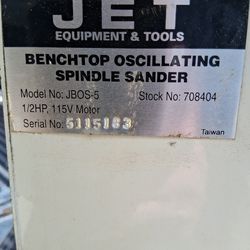 JET
EQUIPMENT & TOOLS
BENCHTOP OSCILLATING
SPINDLE SANDER
Model No: JBOS-5 Stock No: 708404
1/2HP, 115V Motor
Serial No. 5115163
Taiwan